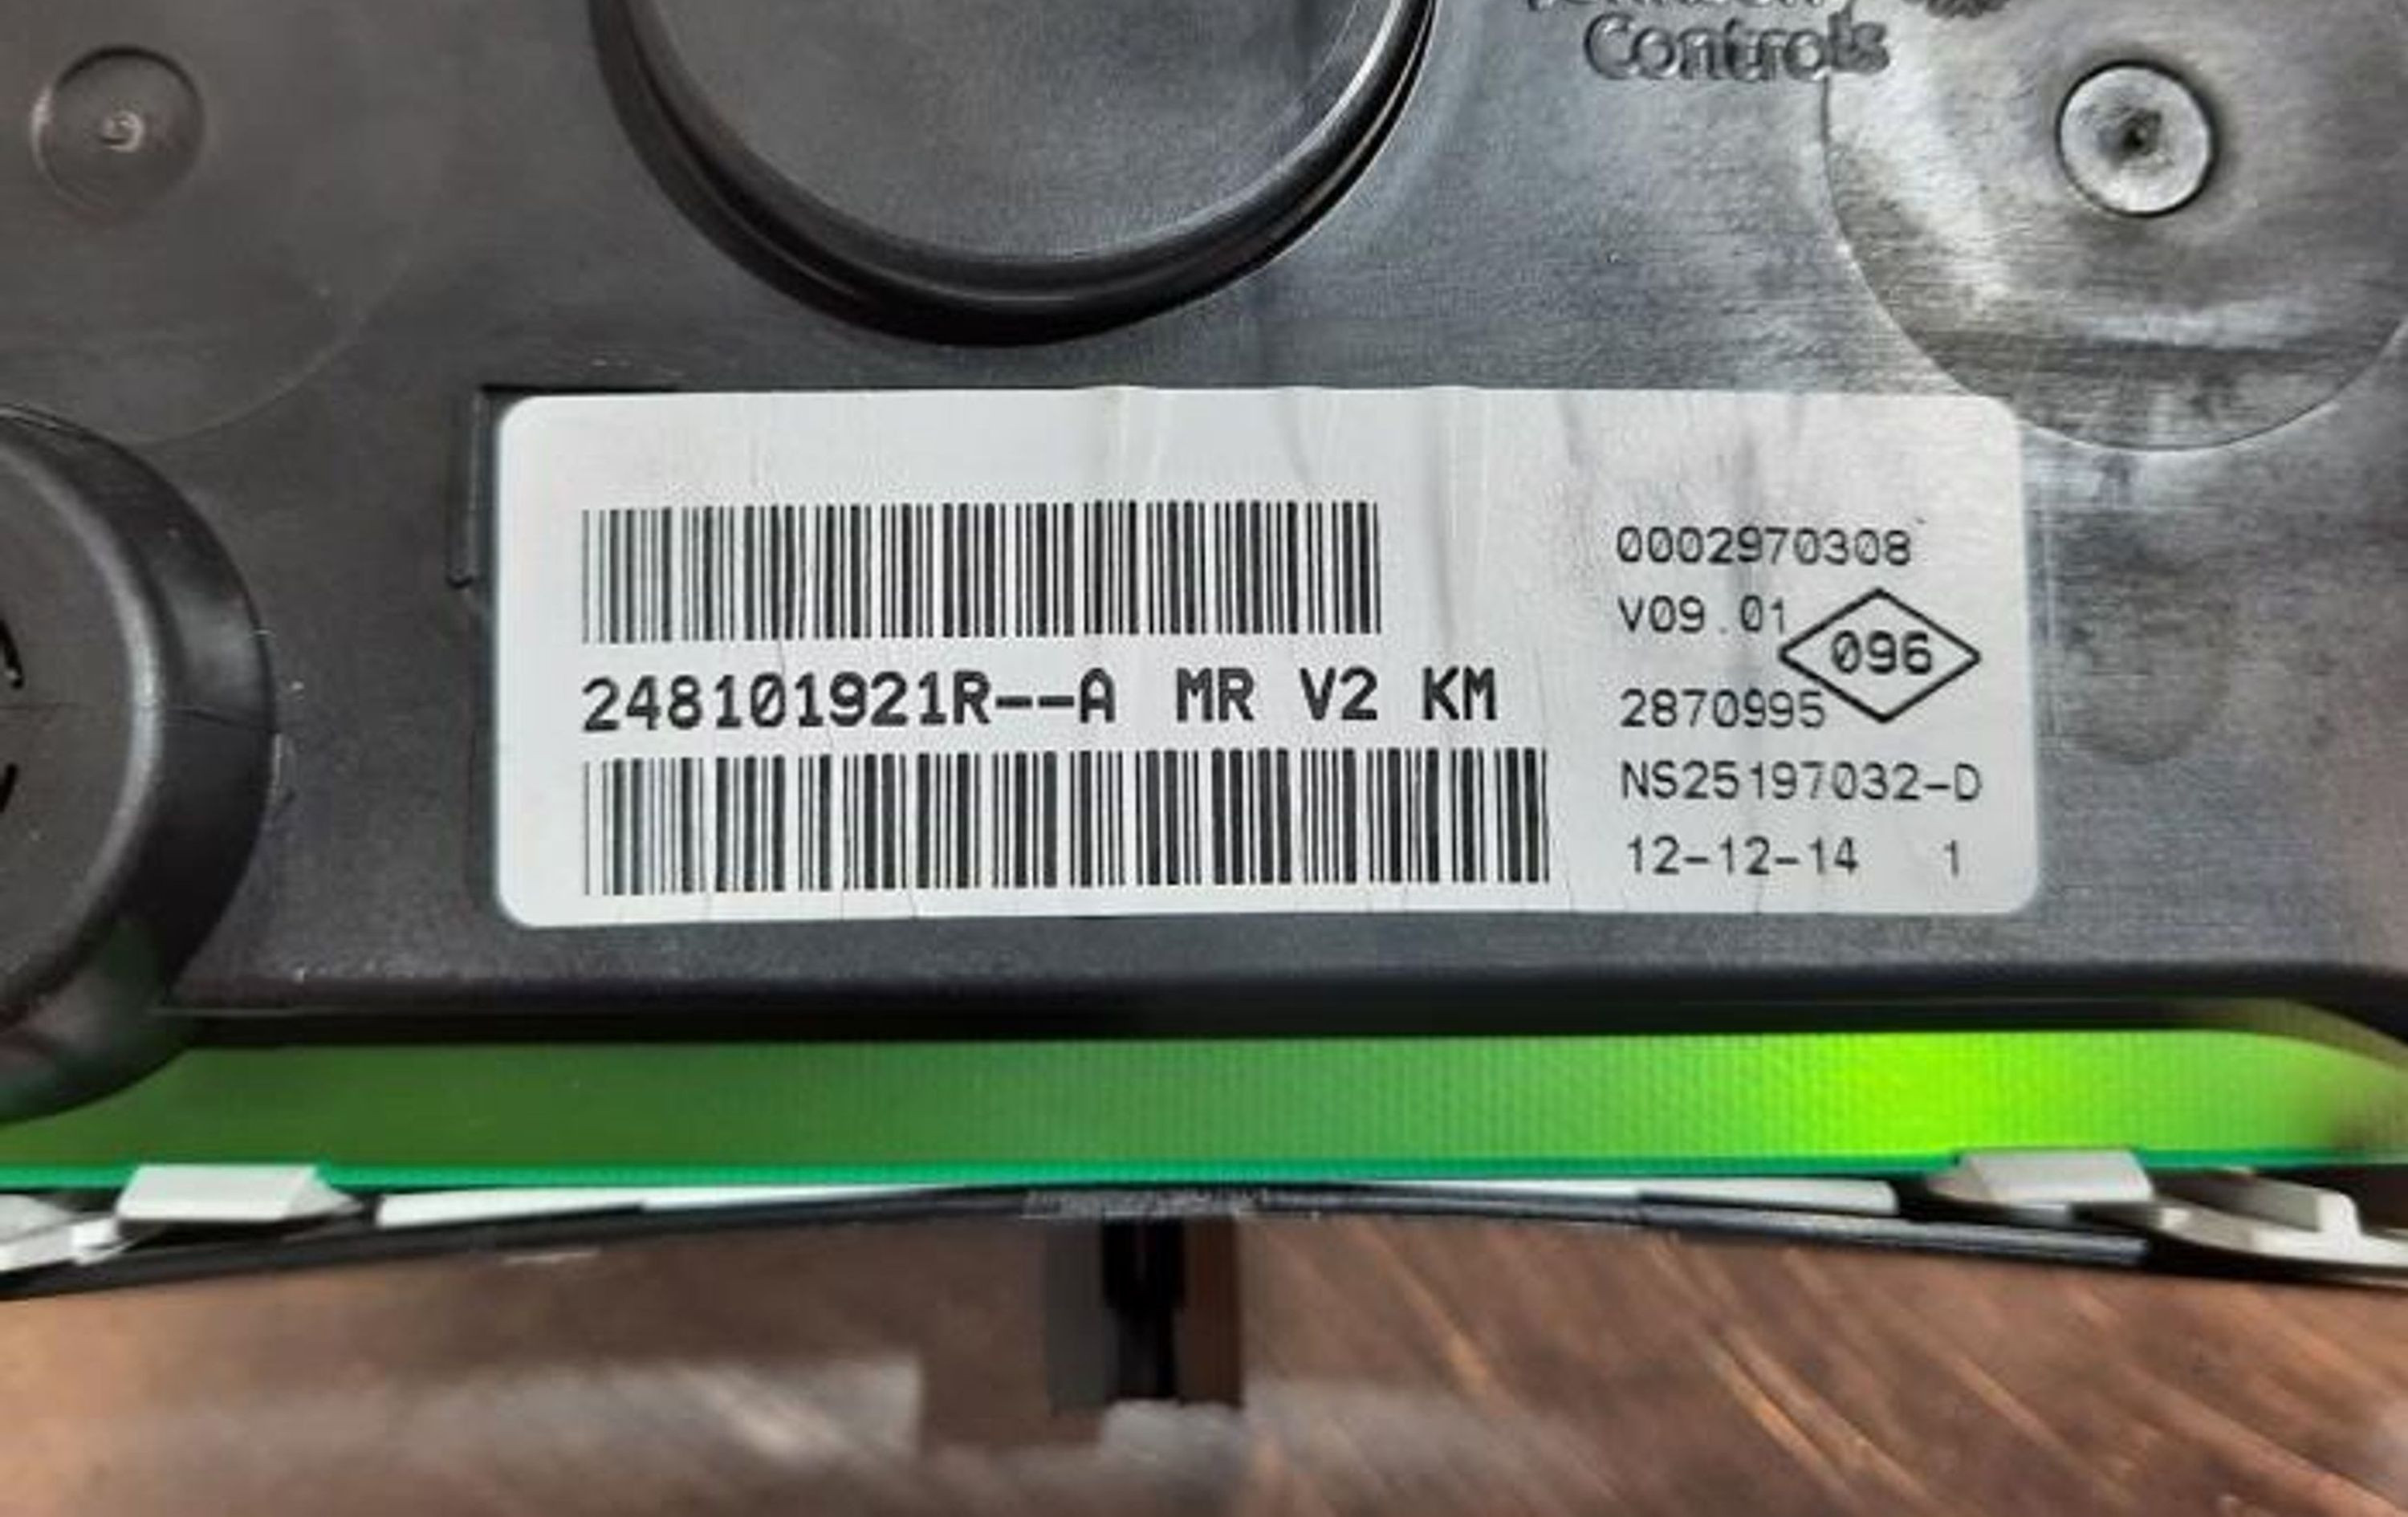 Controls
0002970308
V09.01
096
248101921R--A MR V2 KM
2870995
NS25197032-D
12-12-14 1